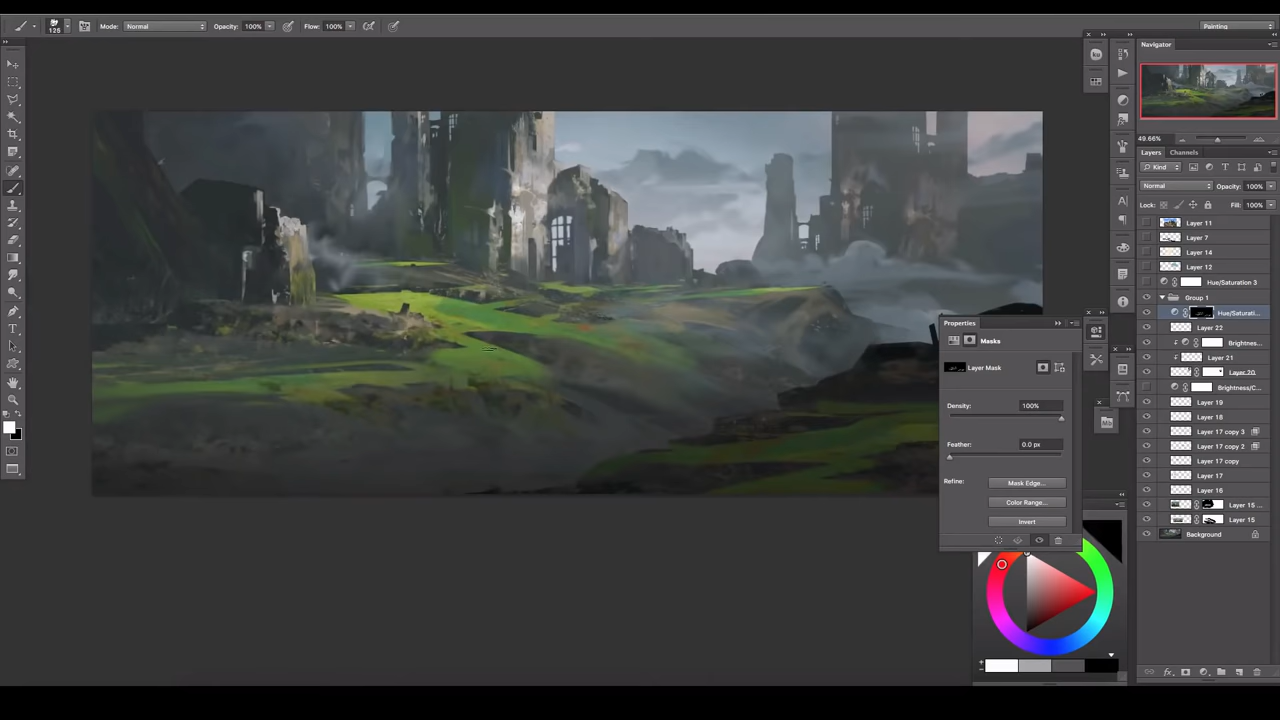 125 Mode: Normal Opacity: 100% Flow: 100% Painting
Navigator
49.66%
Layers Channels
Kind
Normal Opacity: 100%
Lock: Fill: 100%
Layer 11
Layer 7
Layer 14
Layer 12
Hue/Saturation 3
Group 1
Hue/Saturati...
Layer 22
Brightnes...
Layer 21
Layer 20
Brightness/C...
Layer 19
Layer 18
Layer 17 copy 3
Layer 17 copy 2
Layer 17 copy
Layer 17
Layer 16
Layer 15 ...
Layer 15
Background
Properties
Masks
Layer Mask
Density: 100%
Feather: 0.0 px
Refine: Mask Edge...
Color Range...
Invert